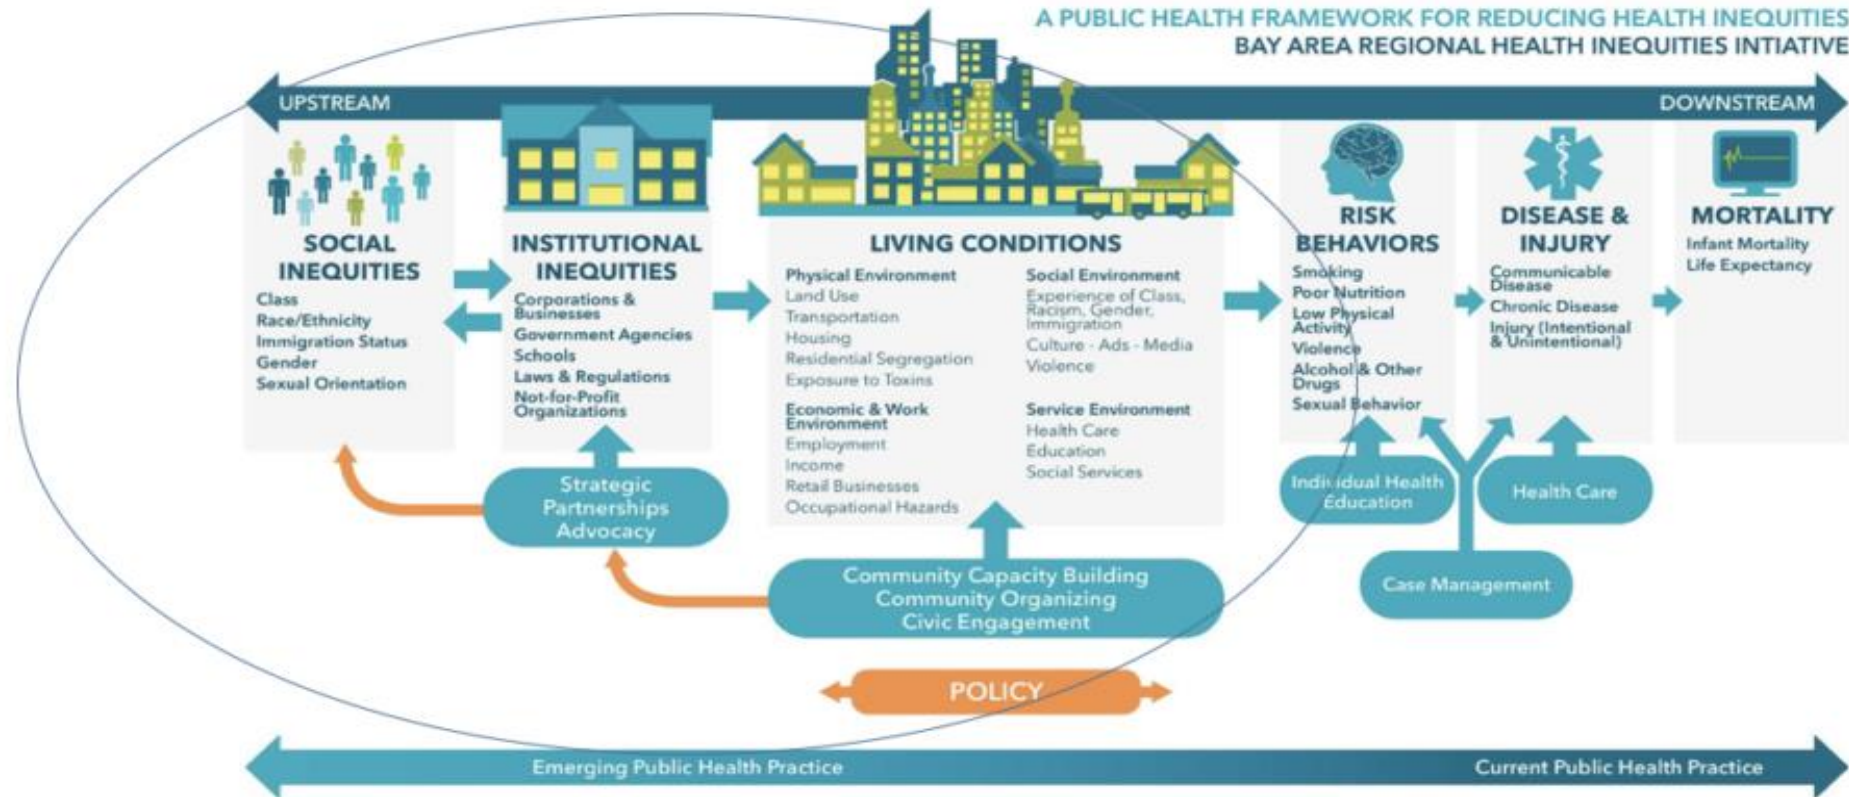 A PUBLIC HEALTH FRAMEWORK FOR REDUCING HEALTH INEQUITIES
BAY AREA REGIONAL HEALTH INEQUITIES INTIATIVE
UPSTREAM
DOWNSTREAM
SOCIAL
INEQUITIES
Class
Race/Ethnicity
Immigration Status
Gender
Sexual Orientation
INSTITUTIONAL
INEQUITIES
Corporations &
Businesses
Government Agencies
Schools
Laws & Regulations
Not-for-Profit
Organizations
LIVING CONDITIONS
Physical Environment
Land Use
Transportation
Housing
Residential Segregation
Exposure to Toxins
Economic & Work
Environment
Employment
Income
Retail Businesses
Occupational Hazards
Social Environment
Experience of Class,
Racism, Gender,
Immigration
Culture - Ads - Media
Violence
Service Environment
Health Care
Education
Social Services
RISK
BEHAVIORS
Smoking
Poor Nutrition
Low Physical
Activity
Violence
Alcohol & Other
Drugs
Sexual Behavior
DISEASE &
INJURY
Communicable
Disease
Chronic Disease
Injury (Intentional
& Unintentional)
MORTALITY
Infant Mortality
Life Expectancy
Strategic
Partnerships
Advocacy
Community Capacity Building
Community Organizing
Civic Engagement
Individual Health
Education
Health Care
Case Management
POLICY
Emerging Public Health Practice
Current Public Health Practice